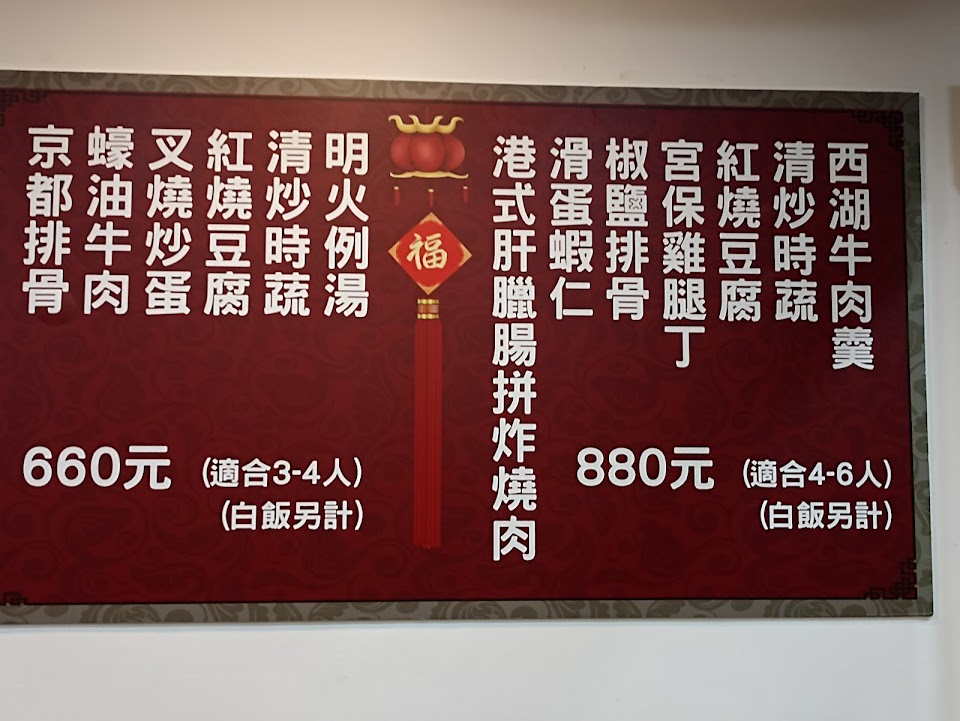 西湖牛肉羹
清炒時蔬
紅燒豆腐
宮保雞腿丁
椒鹽排骨
滑蛋蝦仁
港式肝臘腸拼炸燒肉
880元 (適合4-6人)
(白飯另計)
福
明火例湯
清炒時蔬
紅燒豆腐
叉燒炒蛋
蠔油牛肉
京都排骨
660元 (適合3-4人)
(白飯另計)